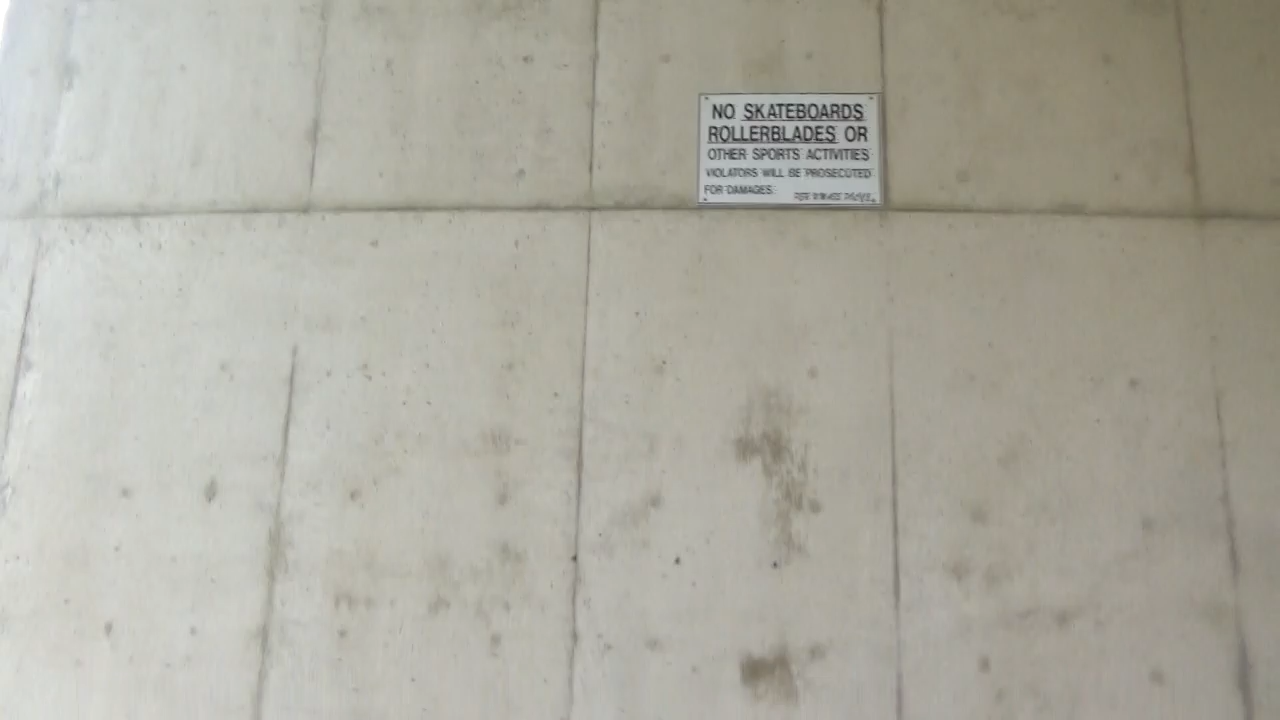 NO SKATEBOARDS
ROLLERBLADES OR
OTHER SPORTS ACTIVITIES
VIOLATORS WILL BE PROSECUTED
FOR DAMAGES